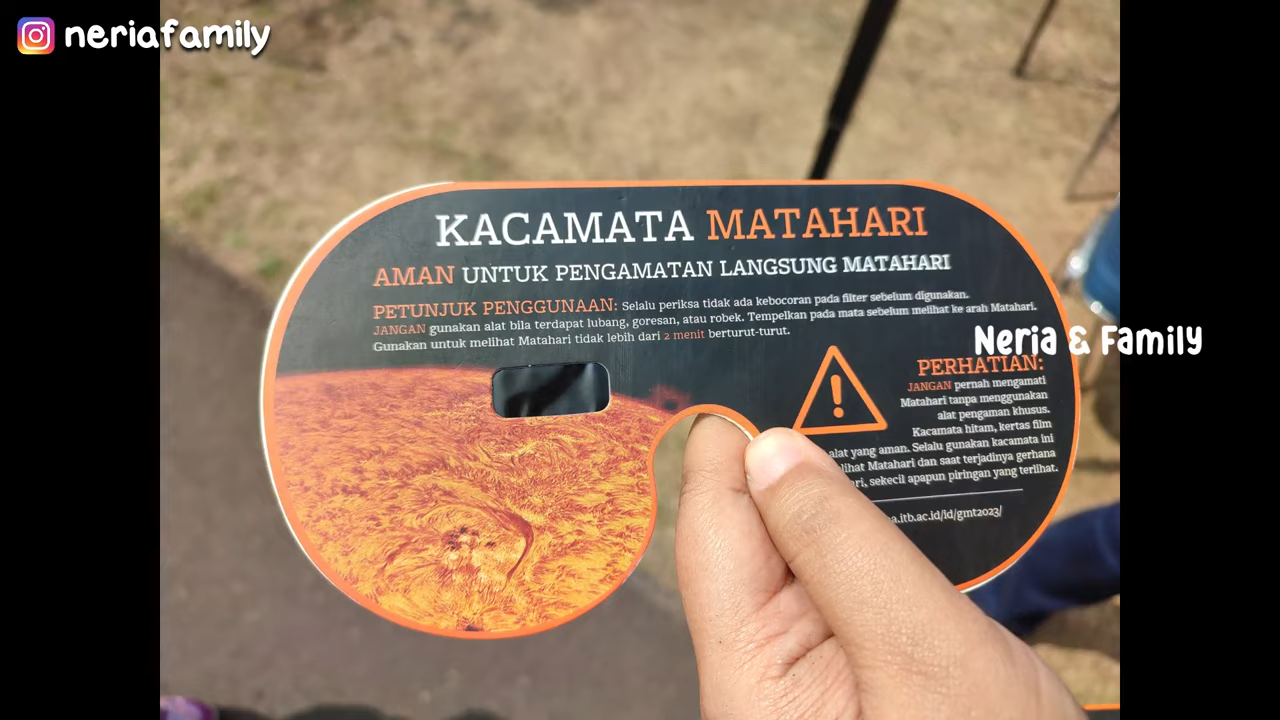 neriafamily
KACAMATA MATAHARI
AMAN UNTUK PENGAMATAN LANGSUNG MATAHARI
PETUNJUK PENGGUNAAN: Selalu periksa tidak ada kebocoran pada filter sebelum digunakan.
JANGAN gunakan alat bila terdapat lubang, goresan, atau robek. Tempelkan pada mata sebelum melihat ke arah Matahari.
Gunakan untuk melihat Matahari tidak lebih dari 2 menit berturut-turut.
Neria & Family
PERHATIAN:
JANGAN pernah mengamati
Matahari tanpa menggunakan
alat pengaman khusus.
Kacamata hitam, kertas film
alat yang aman. Selalu gunakan kacamata ini
Matahari dan saat terjadinya gerhana
sekecil apapun piringan yang terlihat.
.itb.ac.id/id/gmt2023/